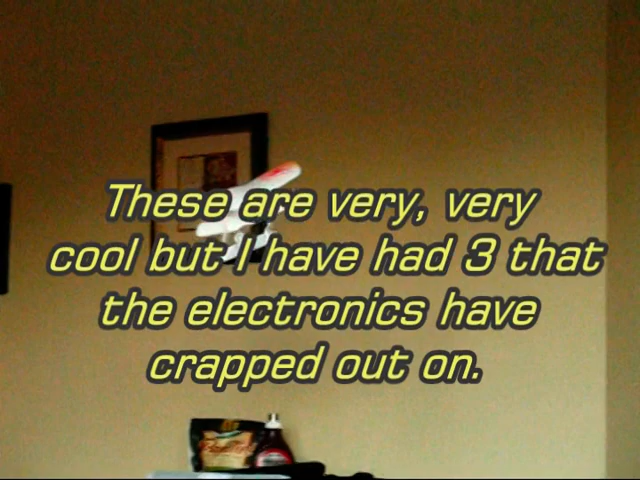 These are very, very
cool but I have had 3 that
the electronics have
crapped out on.